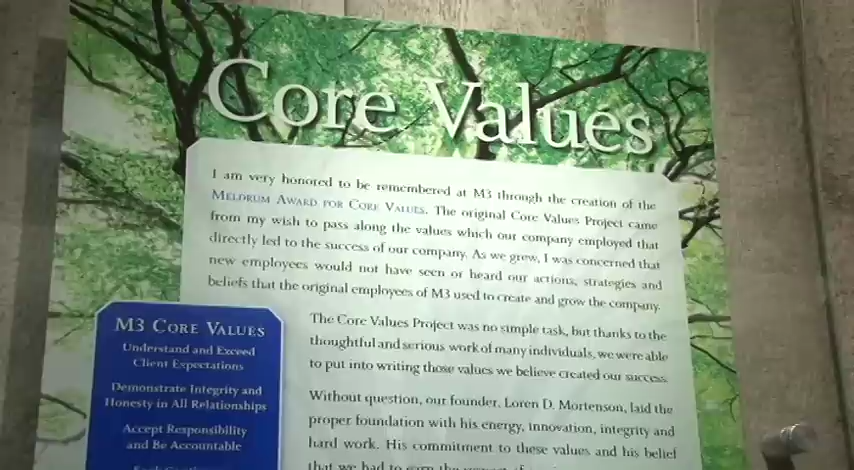 Core Values
I am very honored to be remembered at M3 through the creation of the
MELDRUM AWARD FOR CORE VALUES. The original Core Values Project came
from my wish to pass along the values which our company employed that
directly led to the success of our company. As we grew, I was concerned that
new employees would not have seen or heard our actions, strategies and
beliefs that the original employees of M3 used to create and grow the company.
The Core Values Project was no simple task, but thanks to the
thoughtful and serious work of many individuals, we were able
to put into writing those values we believe created our success.
Without question, our founder, Loren D. Mortenson, laid the
proper foundation with his energy, innovation, integrity and
hard work. His commitment to these values and his belief
that we had to earn the
M3 CORE VALUES
Understand and Exceed
Client Expectations
Demonstrate Integrity and
Honesty in All Relationships
Accept Responsibility
and Be Accountable